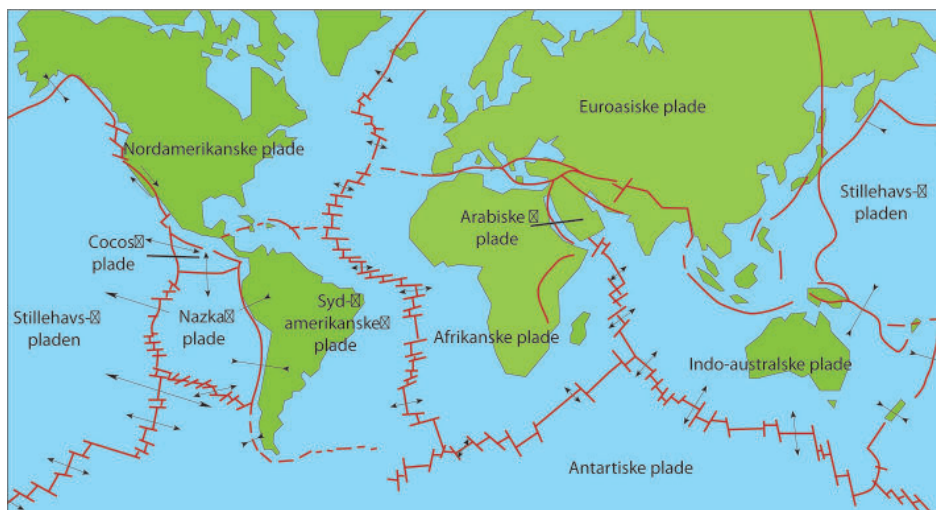 Euroasiske plade
Nordamerikanske plade
Stillehavs-
pladen
Arabiske
plade
Cocos
plade
Stillehavs-
pladen
Nazka
plade
Syd-
amerikanske
plade
Afrikanske plade
Indo-australske plade
Antartiske plade